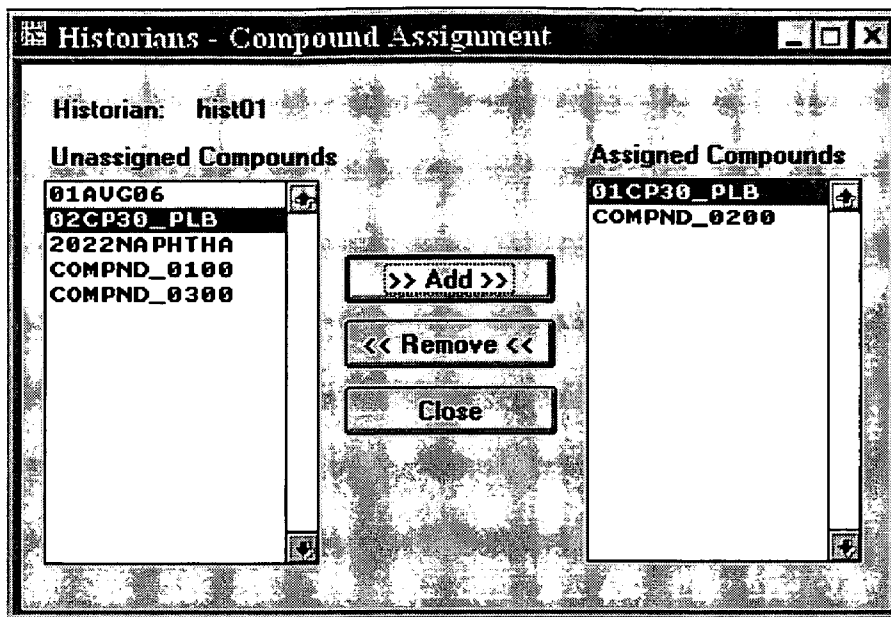 Historians - Compound Assignment
Historian: hist01
Unassigned Compounds
01AVG06
02CP30_PLB
2022NAPHTHA
COMPND_0100
COMPND_0300
>> Add >>
<< Remove <<
Close
Assigned Compounds
01CP30_PLB
COMPND_0200